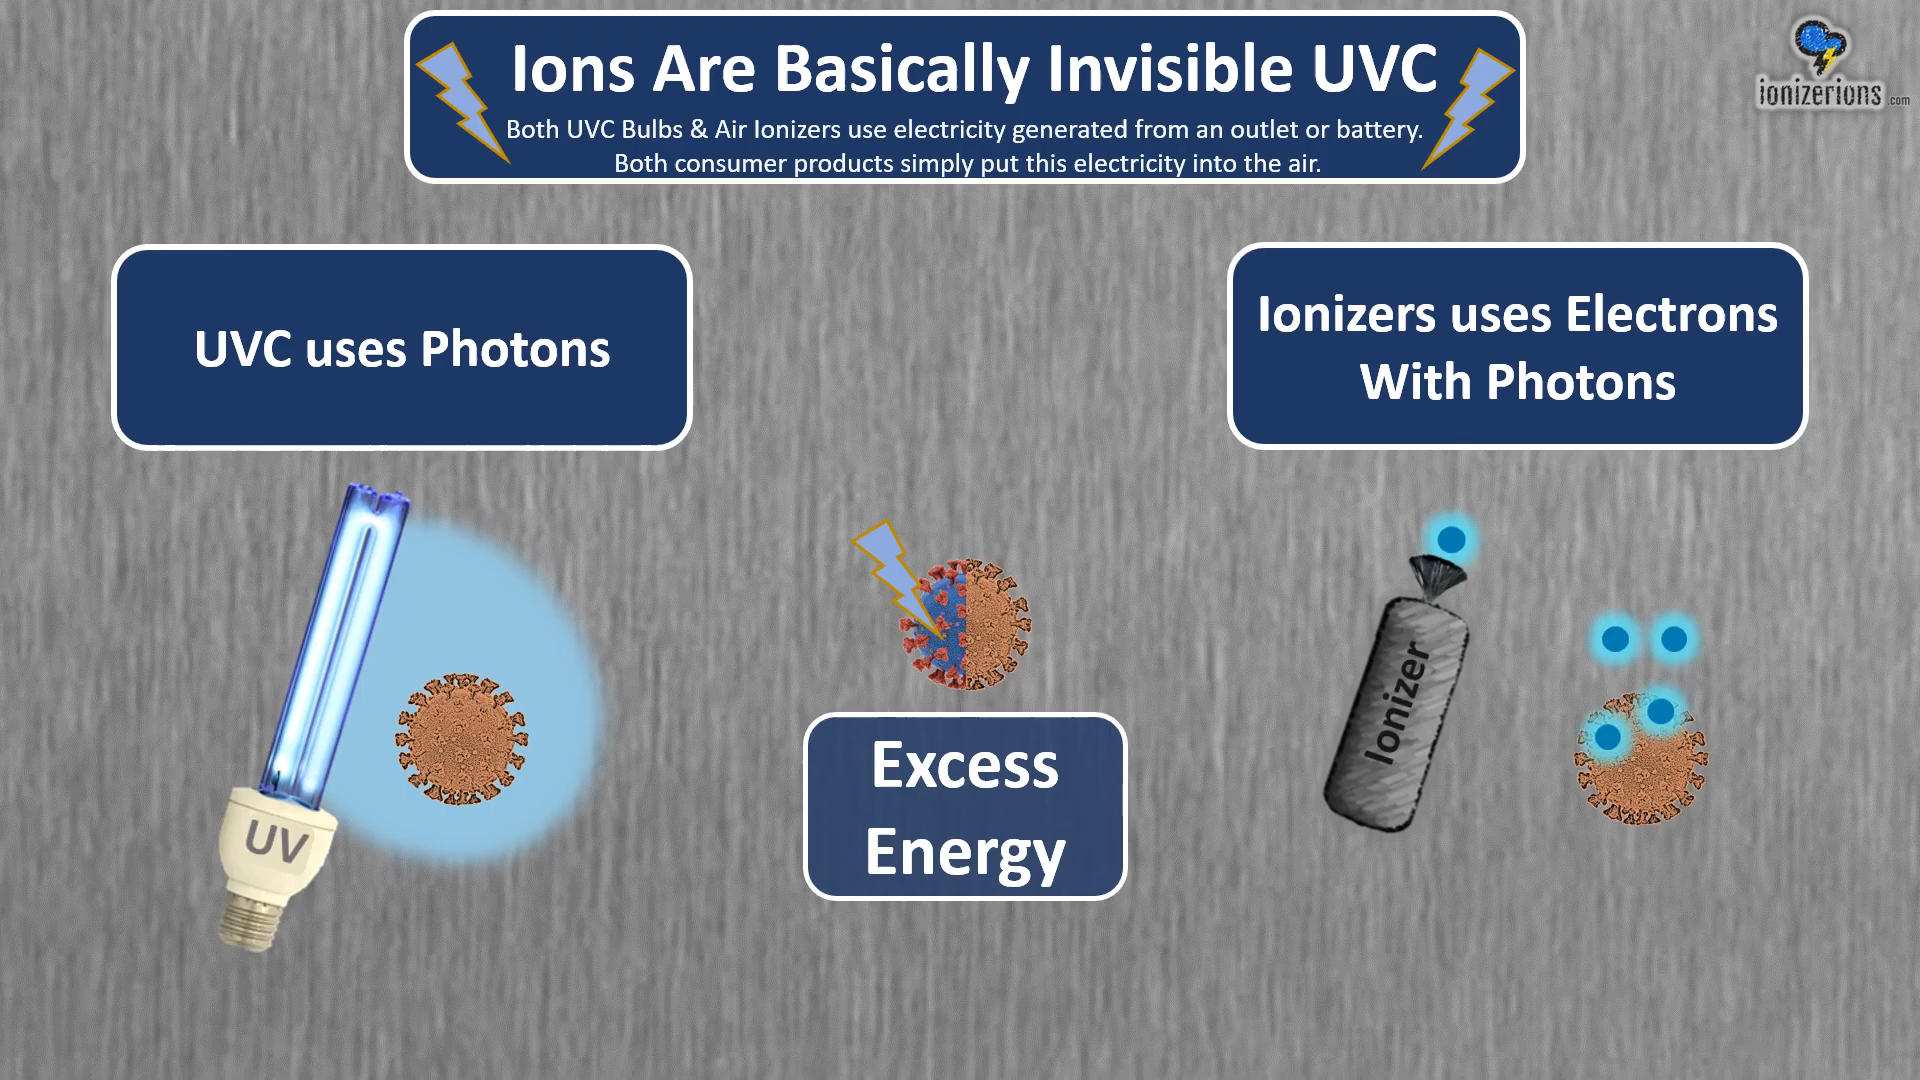 Ions Are Basically Invisible UVC
Both UVC Bulbs & Air Ionizers use electricity generated from an outlet or battery.
Both consumer products simply put this electricity into the air.
ionizerions.com
UVC uses Photons
Ionizers uses Electrons
With Photons
UV
Excess
Energy
Ionizer